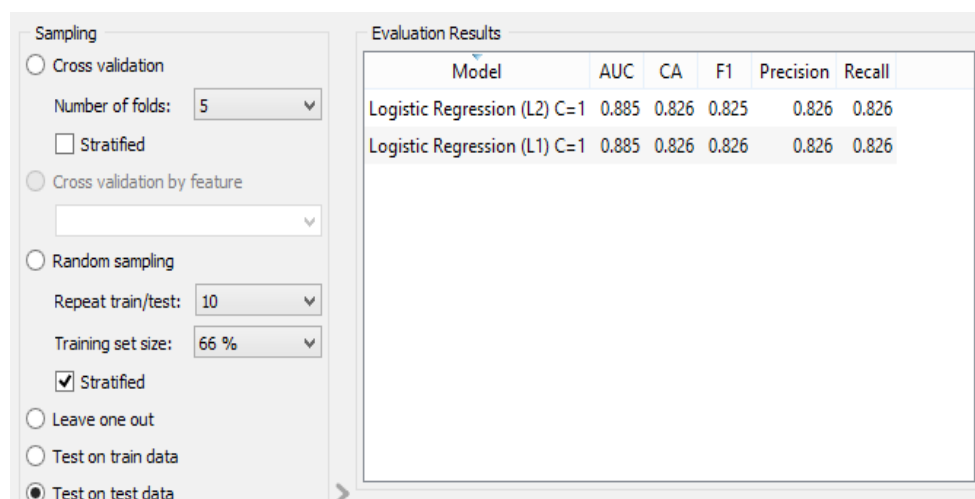 Sampling
Cross validation
Number of folds: 5
Stratified
Cross validation by feature
Random sampling
Repeat train/test: 10
Training set size: 66 %
Stratified
Leave one out
Test on train data
Test on test data
Evaluation Results
Model AUC CA F1 Precision Recall
Logistic Regression (L2) C=1 0.885 0.826 0.825 0.826 0.826
Logistic Regression (L1) C=1 0.885 0.826 0.826 0.826 0.826